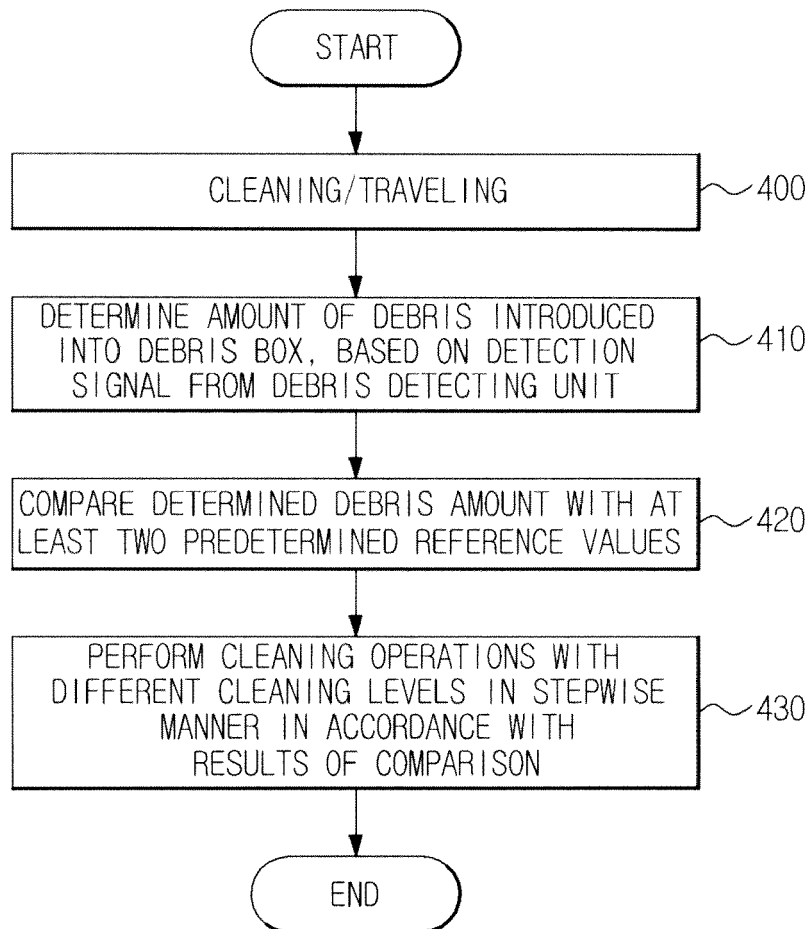 START
CLEANING/TRAVELING
400
DETERMINE AMOUNT OF DEBRIS INTRODUCED
INTO DEBRIS BOX, BASED ON DETECTION
SIGNAL FROM DEBRIS DETECTING UNIT
410
COMPARE DETERMINED DEBRIS AMOUNT WITH AT
LEAST TWO PREDETERMINED REFERENCE VALUES
420
PERFORM CLEANING OPERATIONS WITH
DIFFERENT CLEANING LEVELS IN STEPWISE
MANNER IN ACCORDANCE WITH
RESULTS OF COMPARISON
430
END